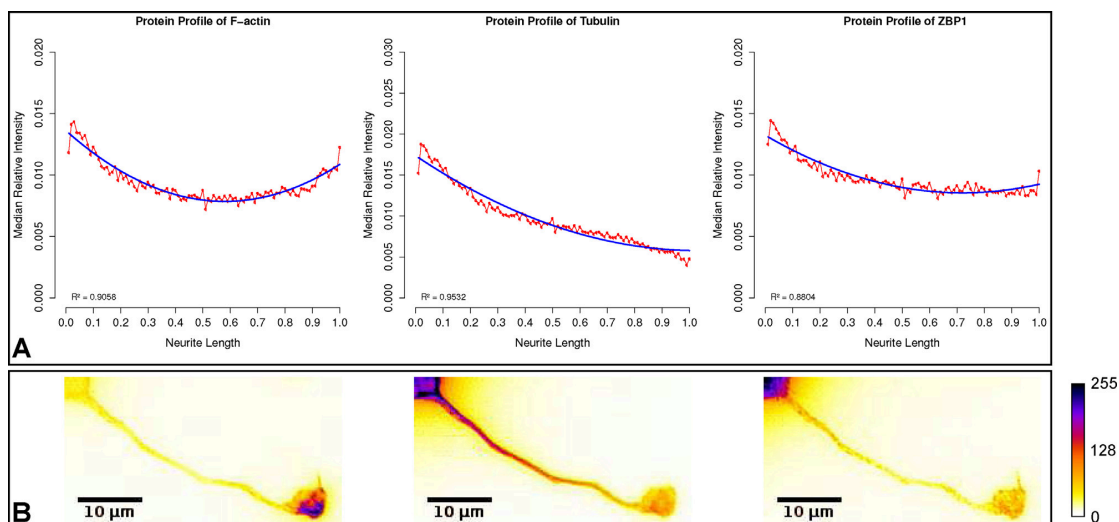 Protein Profile of F−actin
Median Relative Intensity
0.000 0.005 0.010 0.015 0.020
R² = 0.9058
0.0 0.1 0.2 0.3 0.4 0.5 0.6 0.7 0.8 0.9 1.0
Neurite Length
Protein Profile of Tubulin
Median Relative Intensity
0.000 0.005 0.010 0.015 0.020 0.025 0.030
R² = 0.9532
0.0 0.1 0.2 0.3 0.4 0.5 0.6 0.7 0.8 0.9 1.0
Neurite Length
Protein Profile of ZBP1
Median Relative Intensity
0.000 0.005 0.010 0.015 0.020
R² = 0.8804
0.0 0.1 0.2 0.3 0.4 0.5 0.6 0.7 0.8 0.9 1.0
Neurite Length
A
10 µm
10 µm
10 µm
B
255
128
0